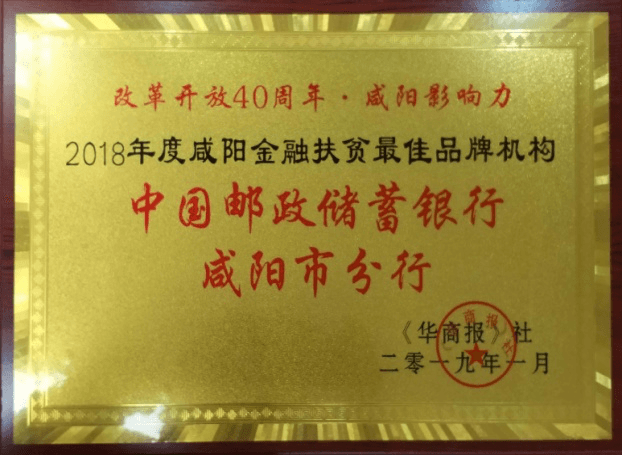 改革开放40周年·咸阳影响力
2018年度咸阳金融扶贫最佳品牌机构
中国邮政储蓄银行
咸阳市分行
《华商报》社
二零一九年一月